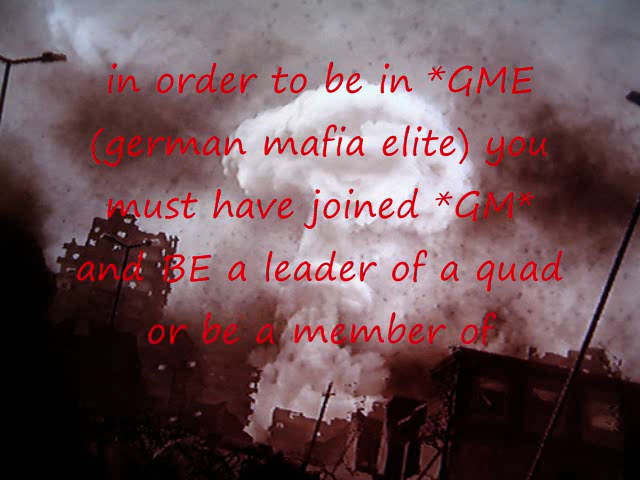 in order to be in *GME
(german mafia elite) you
must have joined *GM*
and BE a leader of a quad
or be a member of